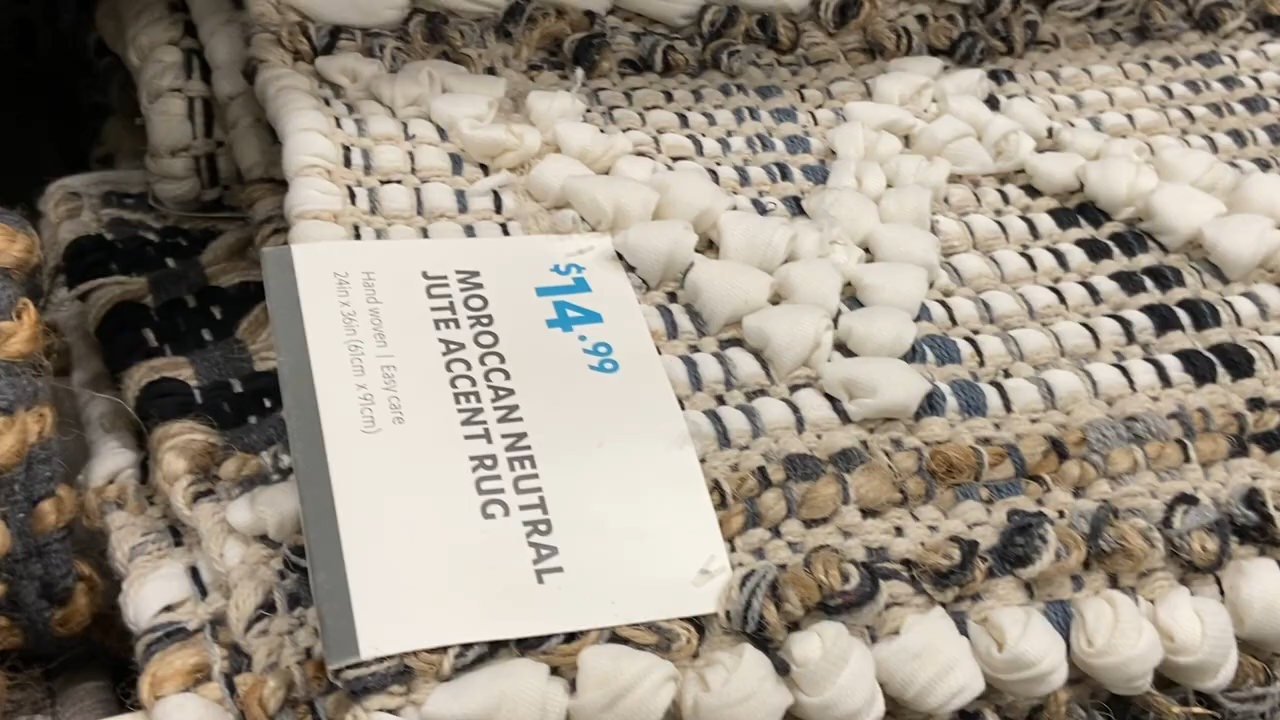 $14.99
MOROCCAN NEUTRAL
JUTE ACCENT RUG
Hand woven | Easy care
24in x 36in (61cm x 91cm)